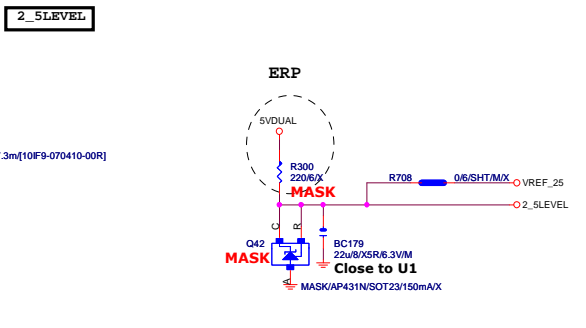 2_5LEVEL
ERP
5VDUAL
.3m/[10IF9-070410-00R]
R300
220/6/X
MASK
R708
0/6/SHT/M/X
VREF_25
2_5LEVEL
C
R
Q42
MASK
BC179
22u/8/X5R/6.3V/M
Close to U1
A
MASK/AP431N/SOT23/150mA/X